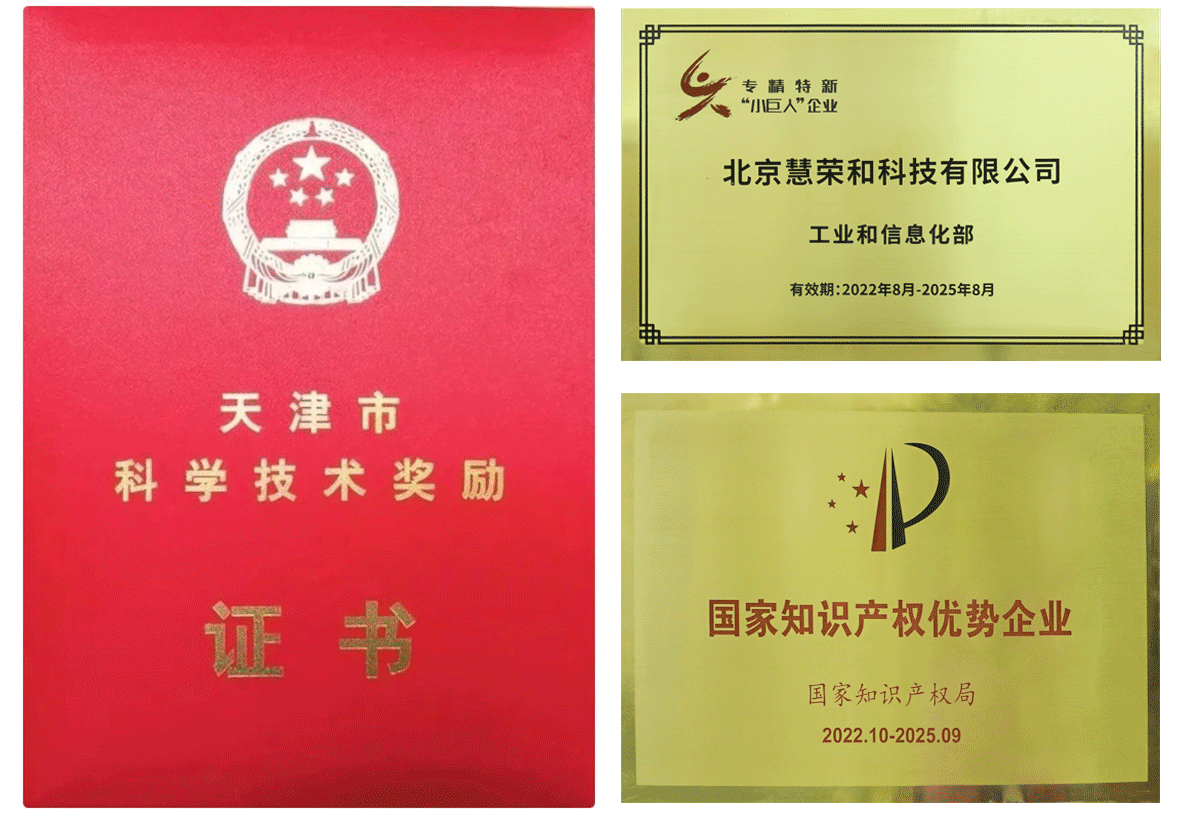 天津市
科学技术奖励
证书
专精特新
“小巨人”企业
北京慧荣和科技有限公司
工业和信息化部
有效期：2022年8月-2025年8月
国家知识产权优势企业
国家知识产权局
2022.10-2025.09